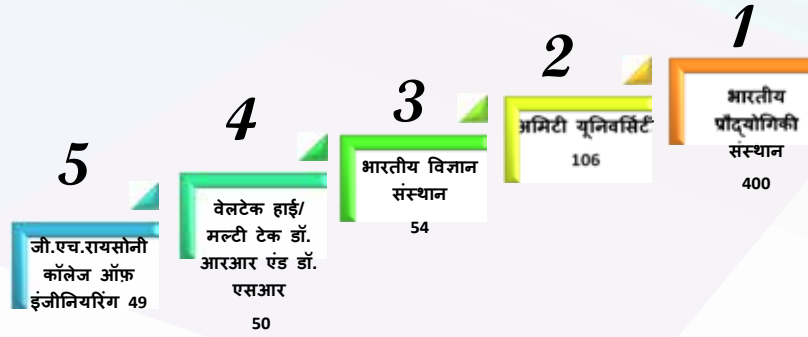 1
भारतीय
प्रौद्योगिकी
संस्थान
400
2
अमिटी यूनिवर्सिटी
106
3
भारतीय विज्ञान
संस्थान
54
4
वेलटेक हाई/
मल्टी टेक डॉ.
आरआर एंड डॉ.
एसआर
50
5
जी.एच.रायसोनी
कॉलेज ऑफ़
इंजीनियरिंग 49